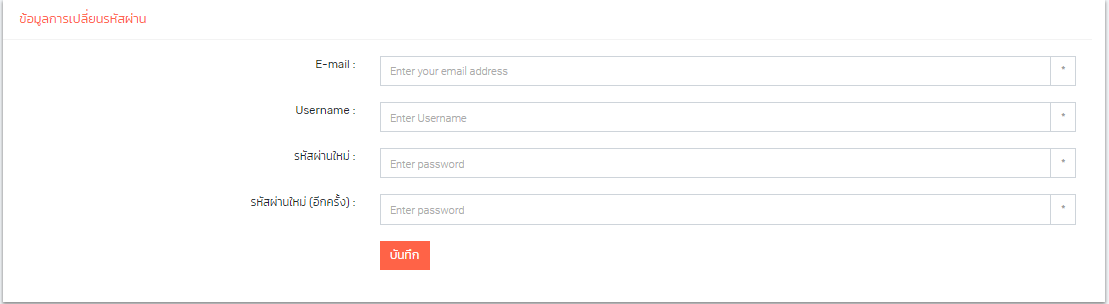 ข้อมูลการเปลี่ยนรหัสผ่าน
E-mail : Enter your email address *
Username : Enter Username *
รหัสผ่านใหม่ : Enter password *
รหัสผ่านใหม่ (อีกครั้ง) : Enter password *
บันทึก